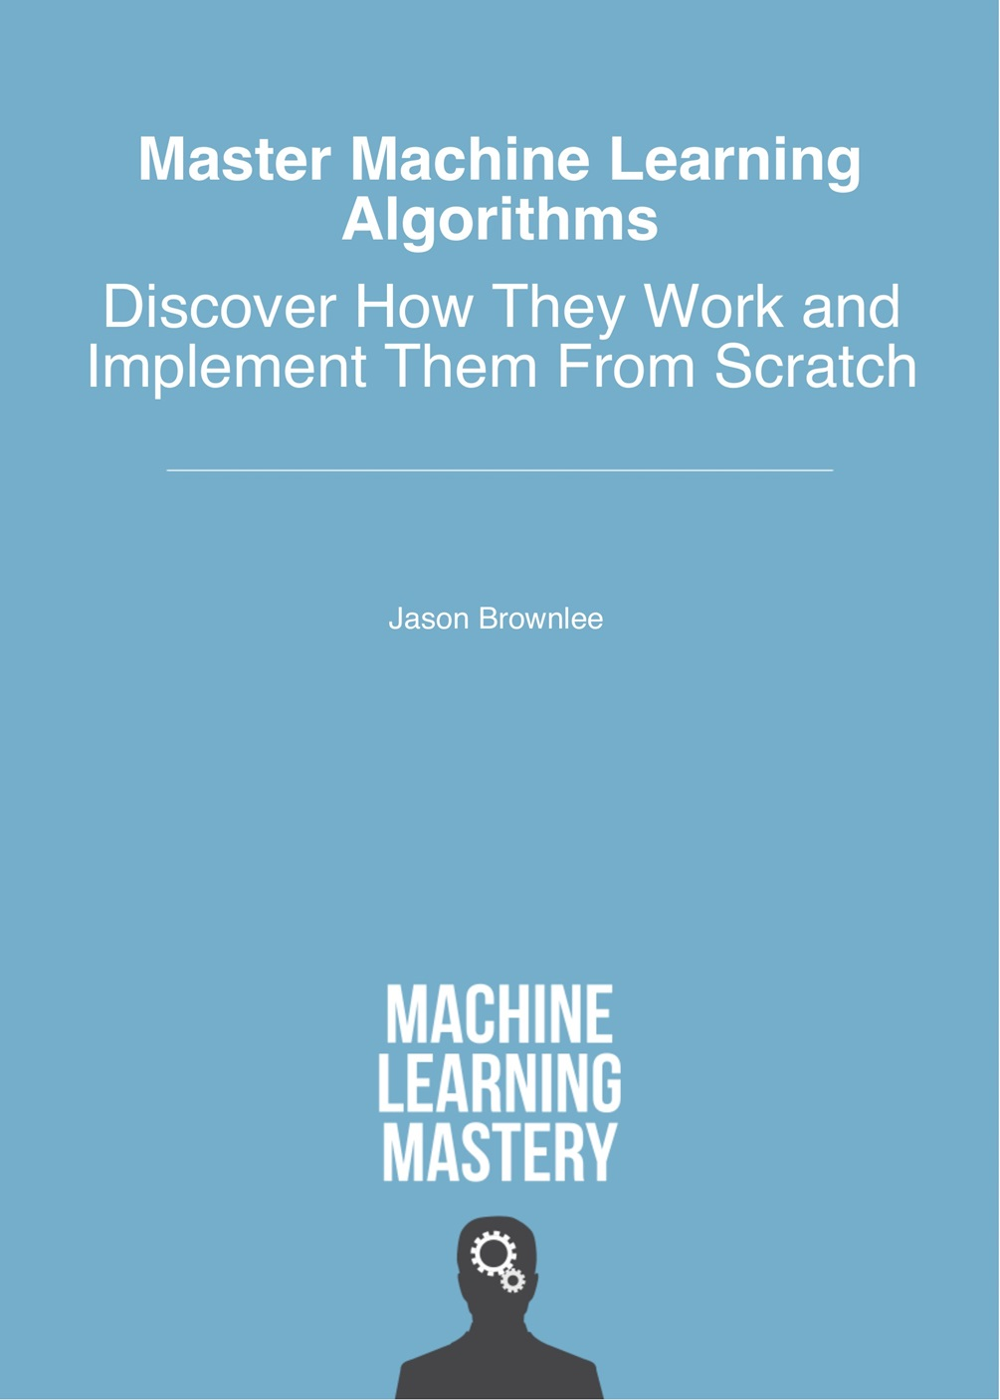 Master Machine Learning
Algorithms
Discover How They Work and
Implement Them From Scratch
Jason Brownlee
MACHINE
LEARNING
MASTERY